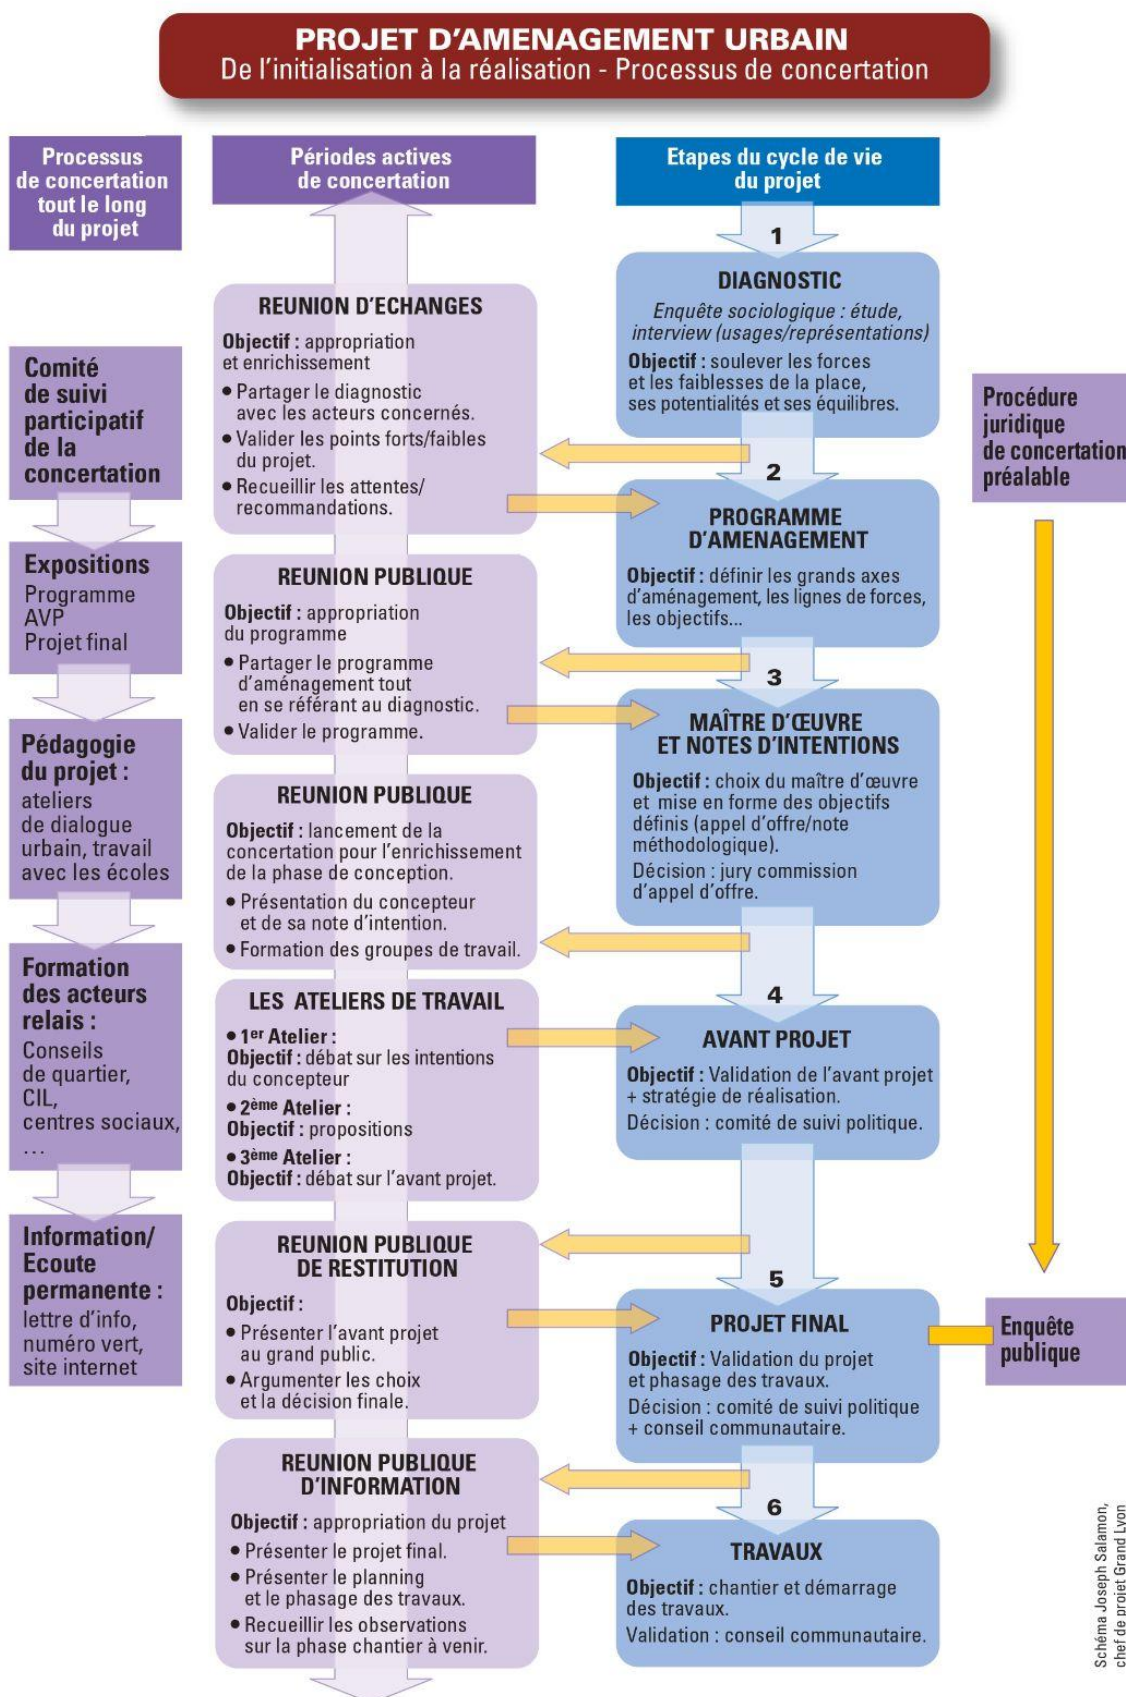 PROJET D'AMENAGEMENT URBAIN
De l'initialisation à la réalisation - Processus de concertation
Processus
de concertation
tout le long
du projet
Comité
de suivi
participatif
de la
concertation
Expositions
Programme
AVP
Projet final
Pédagogie
du projet :
ateliers
de dialogue
urbain, travail
avec les écoles
Formation
des acteurs
relais :
Conseils
de quartier,
CIL,
centres sociaux,
...
Information/
Ecoute
permanente :
lettre d'info,
numéro vert,
site internet
Périodes actives
de concertation
REUNION D'ECHANGES
Objectif : appropriation
et enrichissement
• Partager le diagnostic
avec les acteurs concernés.
• Valider les points forts/faibles
du projet.
• Recueillir les attentes/
recommandations.
REUNION PUBLIQUE
Objectif : appropriation
du programme
• Partager le programme
d'aménagement tout
en se référant au diagnostic.
• Valider le programme.
REUNION PUBLIQUE
Objectif : lancement de la
concertation pour l'enrichissement
de la phase de conception.
• Présentation du concepteur
et de sa note d'intention.
• Formation des groupes de travail.
LES ATELIERS DE TRAVAIL
• 1er Atelier :
Objectif : débat sur les intentions
du concepteur
• 2ème Atelier :
Objectif : propositions
• 3ème Atelier :
Objectif : débat sur l'avant projet.
REUNION PUBLIQUE
DE RESTITUTION
Objectif :
• Présenter l'avant projet
au grand public.
• Argumenter les choix
et la décision finale.
REUNION PUBLIQUE
D'INFORMATION
Objectif : appropriation du projet
• Présenter le projet final.
• Présenter le planning
et le phasage des travaux.
• Recueillir les observations
sur la phase chantier à venir.
Etapes du cycle de vie
du projet
1
DIAGNOSTIC
Enquête sociologique : étude,
interview (usages/représentations)
Objectif : soulever les forces
et les faiblesses de la place,
ses potentialités et ses équilibres.
2
PROGRAMME
D'AMENAGEMENT
Objectif : définir les grands axes
d'aménagement, les lignes de forces,
les objectifs...
3
MAÎTRE D'ŒUVRE
ET NOTES D'INTENTIONS
Objectif : choix du maître d'œuvre
et mise en forme des objectifs
définis (appel d'offre/note
méthodologique).
Décision : jury commission
d'appel d'offre.
4
AVANT PROJET
Objectif : Validation de l'avant projet
+ stratégie de réalisation.
Décision : comité de suivi politique.
5
PROJET FINAL
Objectif : Validation du projet
et phasage des travaux.
Décision : comité de suivi politique
+ conseil communautaire.
6
TRAVAUX
Objectif : chantier et démarrage
des travaux.
Validation : conseil communautaire.
Procédure
juridique
de concertation
préalable
Enquête
publique
Schéma Joseph Salamon,
chef de projet Grand Lyon